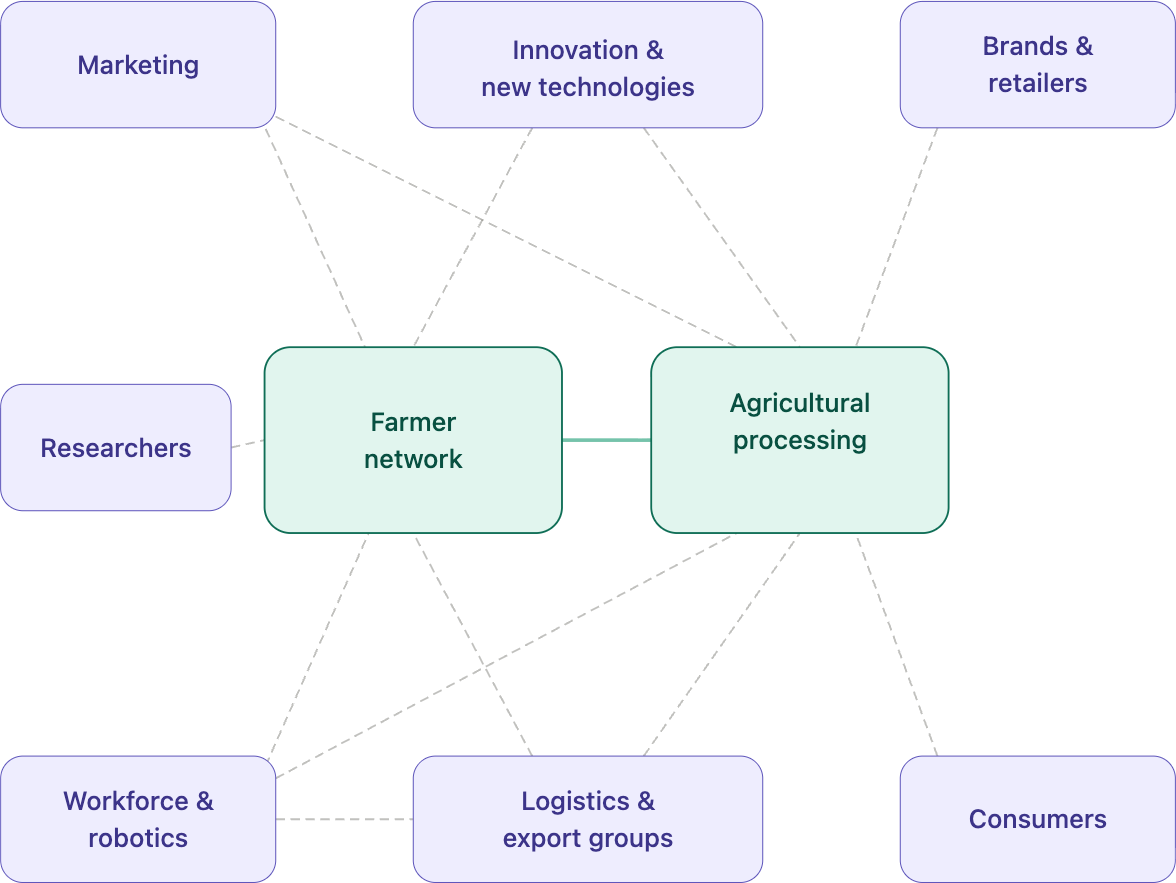 Marketing
Innovation &
new technologies
Brands &
retailers
Researchers
Farmer
network
Agricultural
processing
Workforce &
robotics
Logistics &
export groups
Consumers